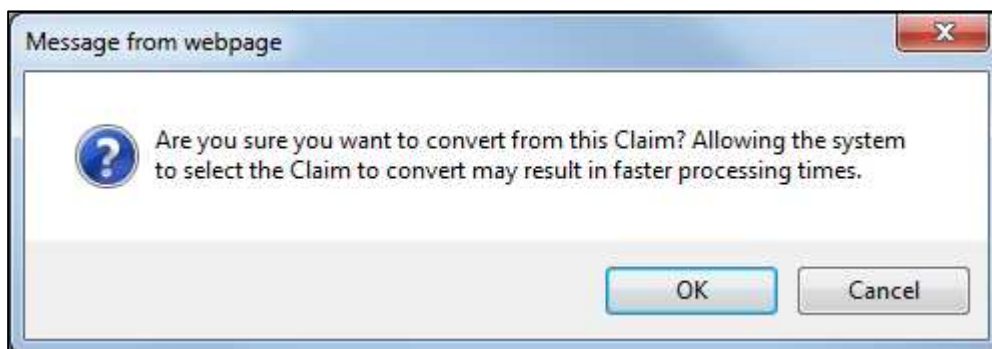 Message from webpage
Are you sure you want to convert from this Claim? Allowing the system
to select the Claim to convert may result in faster processing times.
OK
Cancel